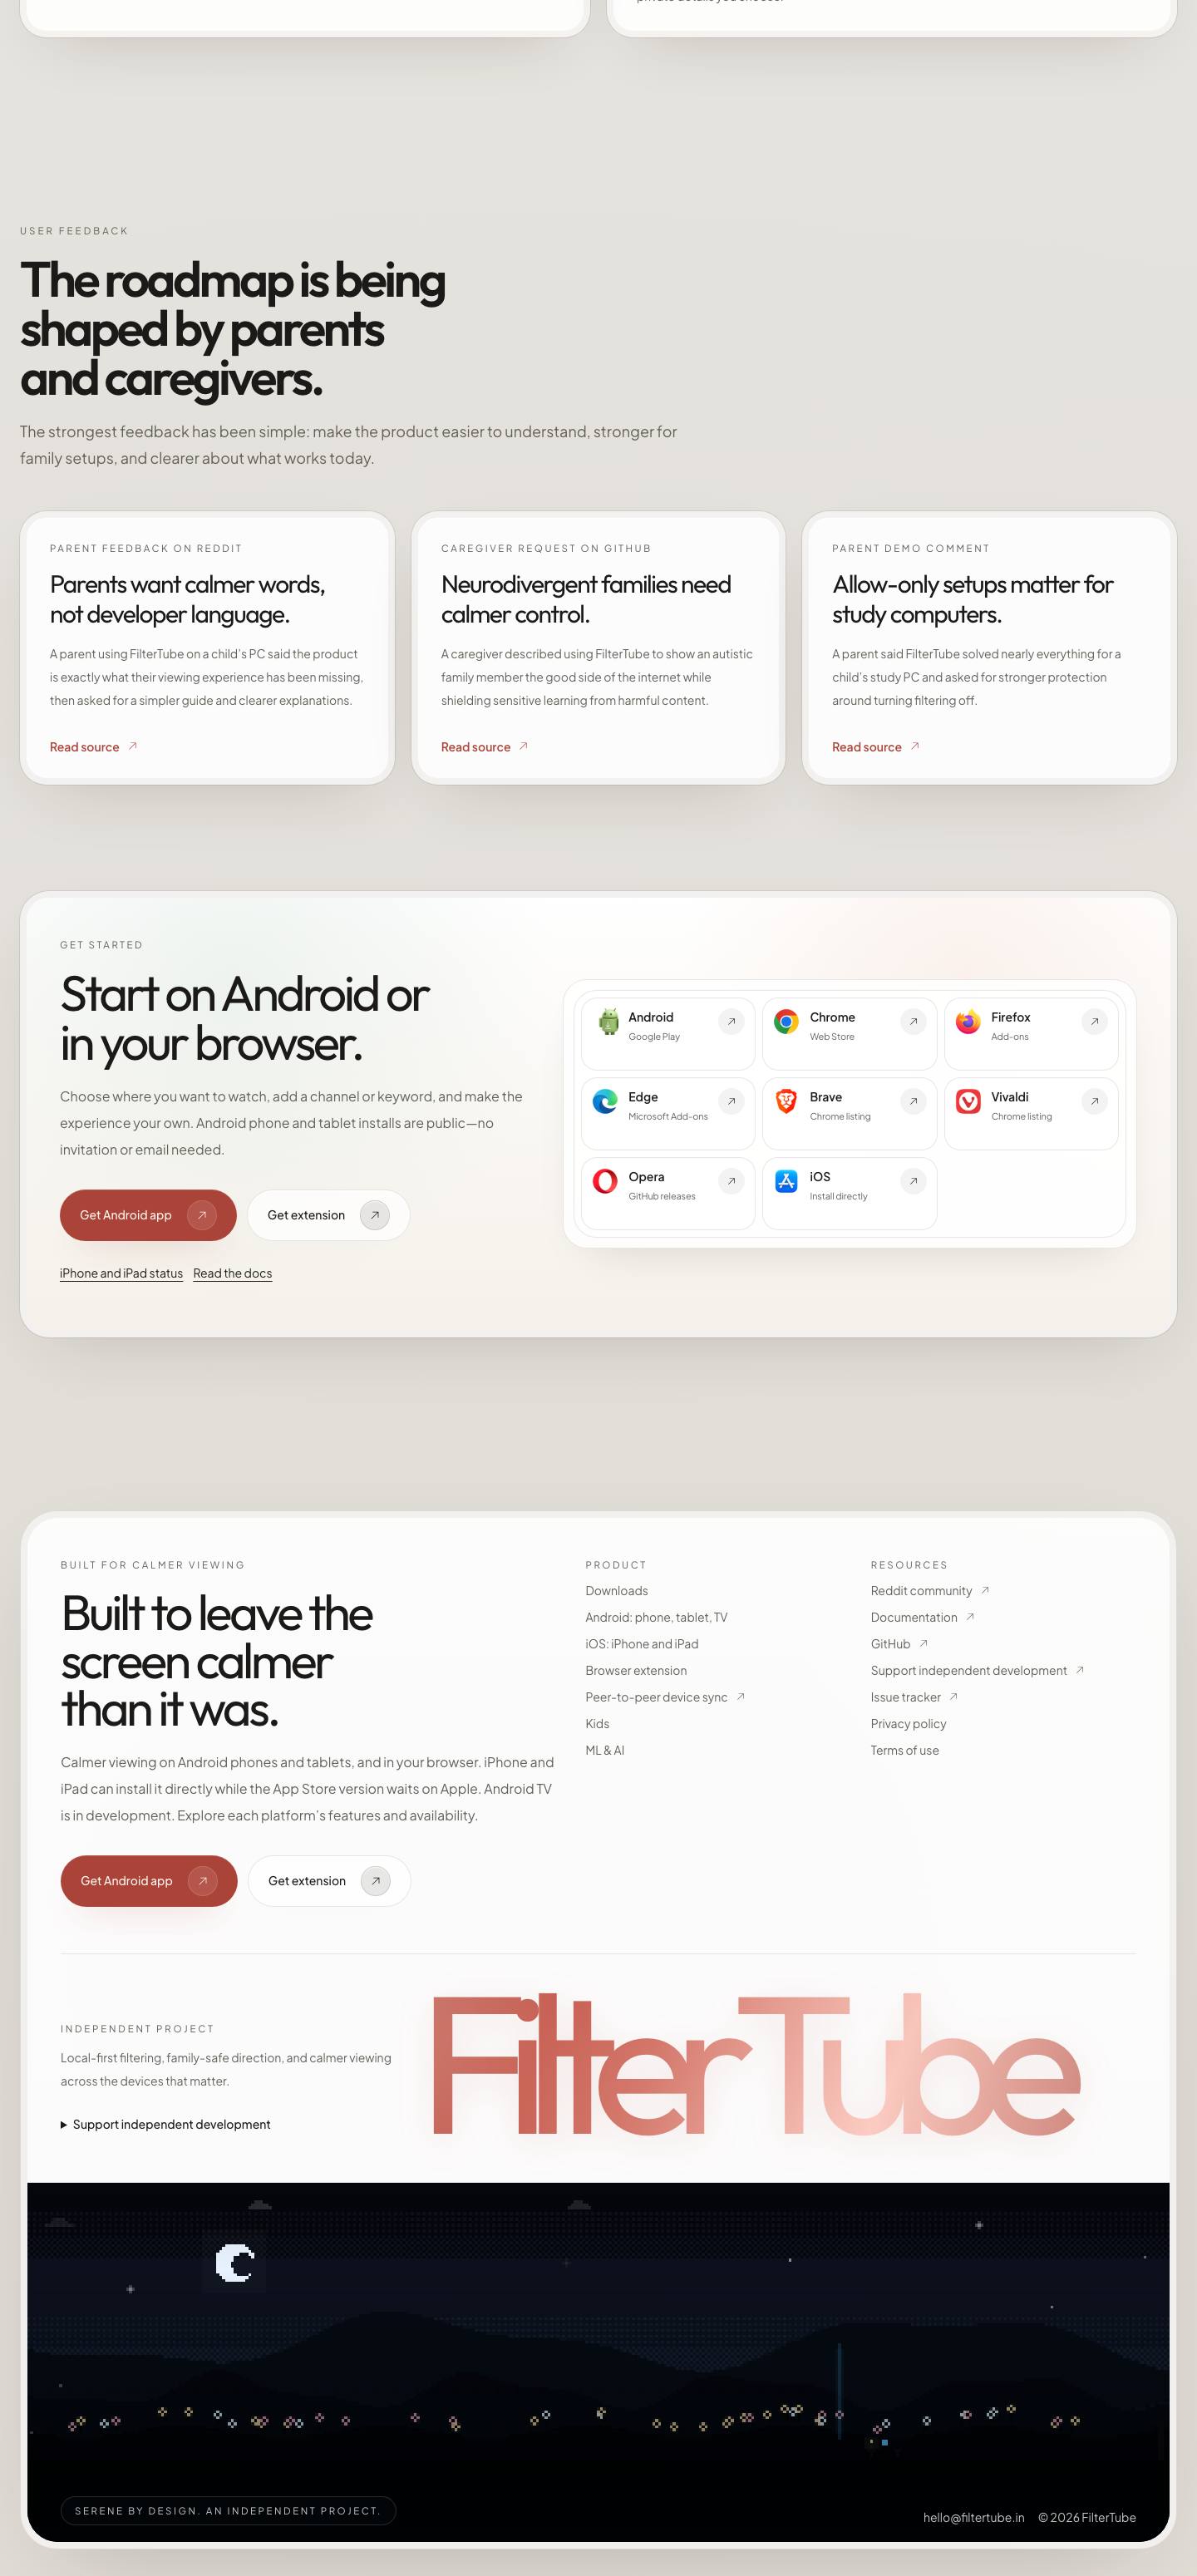 USER FEEDBACK
The roadmap is being
shaped by parents
and caregivers.
The strongest feedback has been simple: make the product easier to understand, stronger for
family setups, and clearer about what works today.
PARENT FEEDBACK ON REDDIT
Parents want calmer words,
not developer language.
A parent using FilterTube on a child’s PC said the product
is exactly what their viewing experience has been missing,
then asked for a simpler guide and clearer explanations.
Read source
CAREGIVER REQUEST ON GITHUB
Neurodivergent families need
calmer control.
A caregiver described using FilterTube to show an autistic
family member the good side of the internet while
shielding sensitive learning from harmful content.
Read source
PARENT DEMO COMMENT
Allow-only setups matter for
study computers.
A parent said FilterTube solved nearly everything for a
child’s study PC and asked for stronger protection
around turning filtering off.
Read source
GET STARTED
Start on Android or
in your browser.
Choose where you want to watch, add a channel or keyword, and make the
experience your own. Android phone and tablet installs are public—no
invitation or email needed.
Get Android app
Get extension
iPhone and iPad status
Read the docs
Android
Google Play
Chrome
Web Store
Firefox
Add-ons
Edge
Microsoft Add-ons
Brave
Chrome listing
Vivaldi
Chrome listing
Opera
GitHub releases
iOS
Install directly
BUILT FOR CALMER VIEWING
Built to leave the
screen calmer
than it was.
Calmer viewing on Android phones and tablets, and in your browser. iPhone and
iPad can install it directly while the App Store version waits on Apple. Android TV
is in development. Explore each platform’s features and availability.
Get Android app
Get extension
PRODUCT
Downloads
Android: phone, tablet, TV
iOS: iPhone and iPad
Browser extension
Peer-to-peer device sync
Kids
ML & AI
RESOURCES
Reddit community
Documentation
GitHub
Support independent development
Issue tracker
Privacy policy
Terms of use
INDEPENDENT PROJECT
Local-first filtering, family-safe direction, and calmer viewing
across the devices that matter.
Support independent development
FilterTube
SERENE BY DESIGN. AN INDEPENDENT PROJECT.
hello@filtertube.in
© 2026 FilterTube